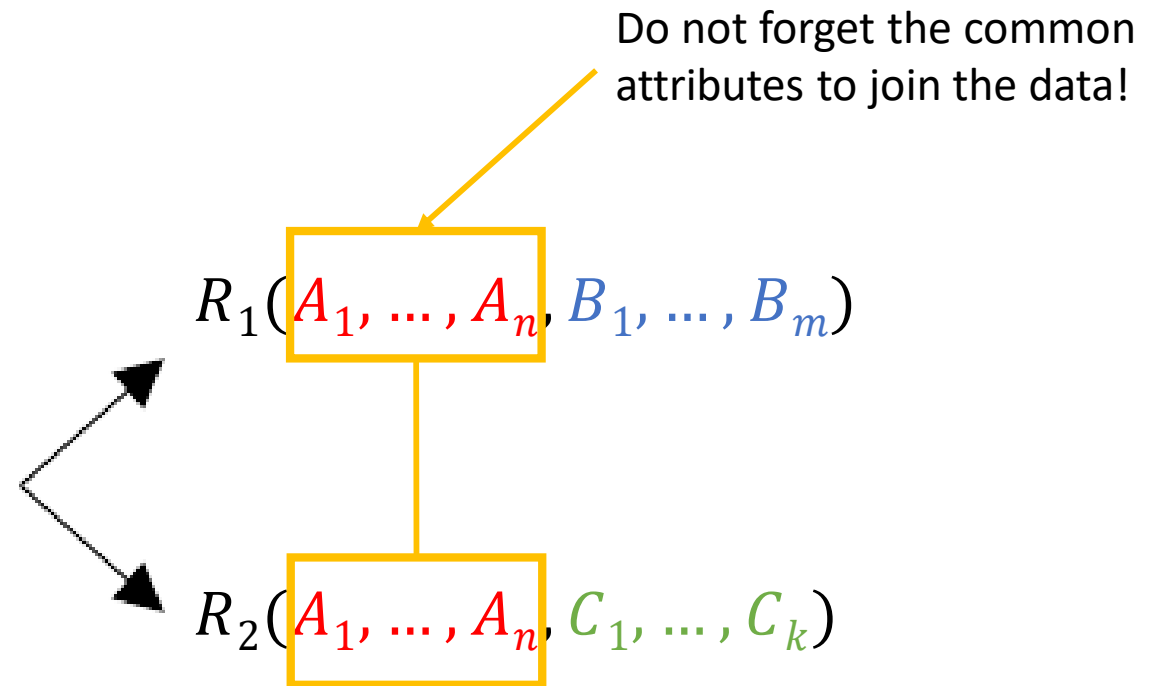 Do not forget the common
attributes to join the data!
R₁(A₁, … , Aₙ, B₁, … , Bₘ)
R₂(A₁, … , Aₙ, C₁, … , Cₖ)